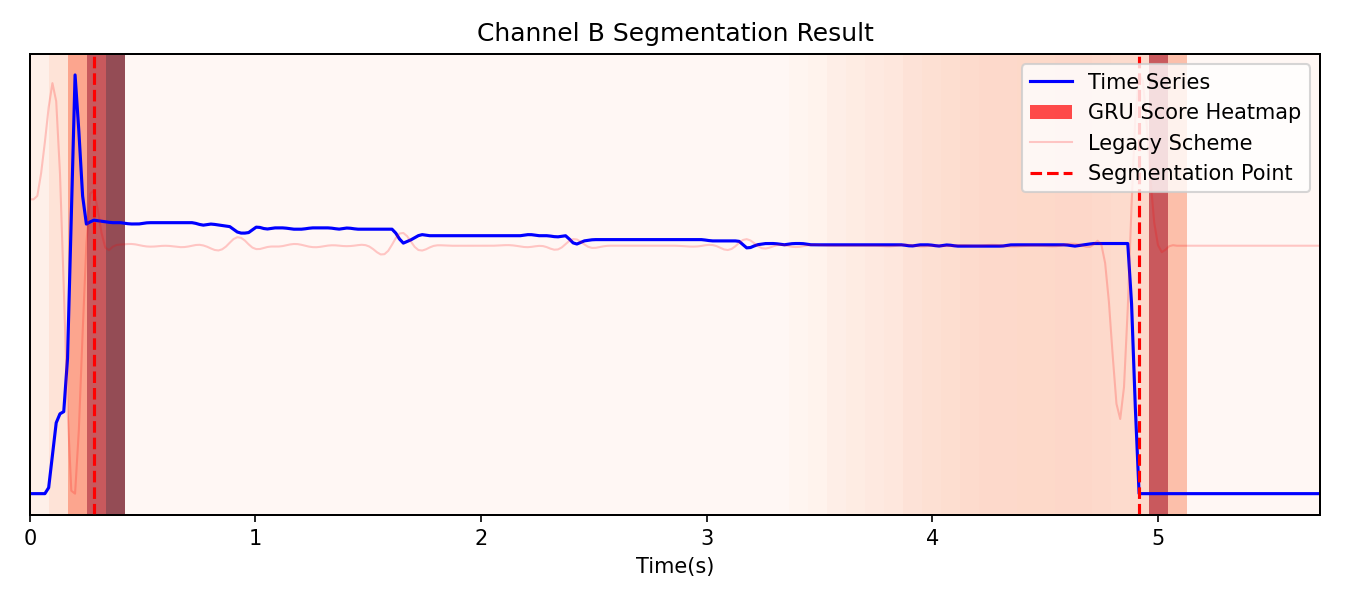 Channel B Segmentation Result
Time Series
GRU Score Heatmap
Legacy Scheme
Segmentation Point
0 1 2 3 4 5
Time(s)